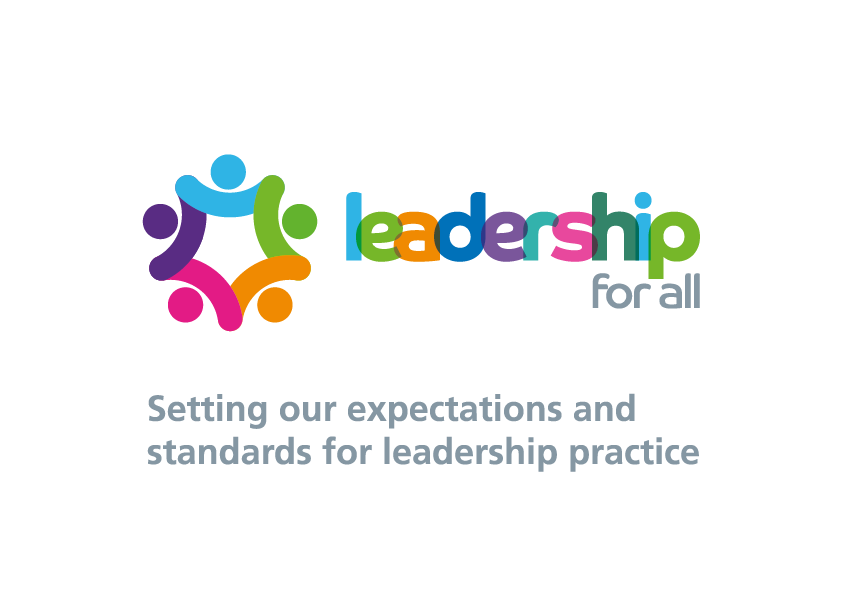 leadership
for all
Setting our expectations and
standards for leadership practice